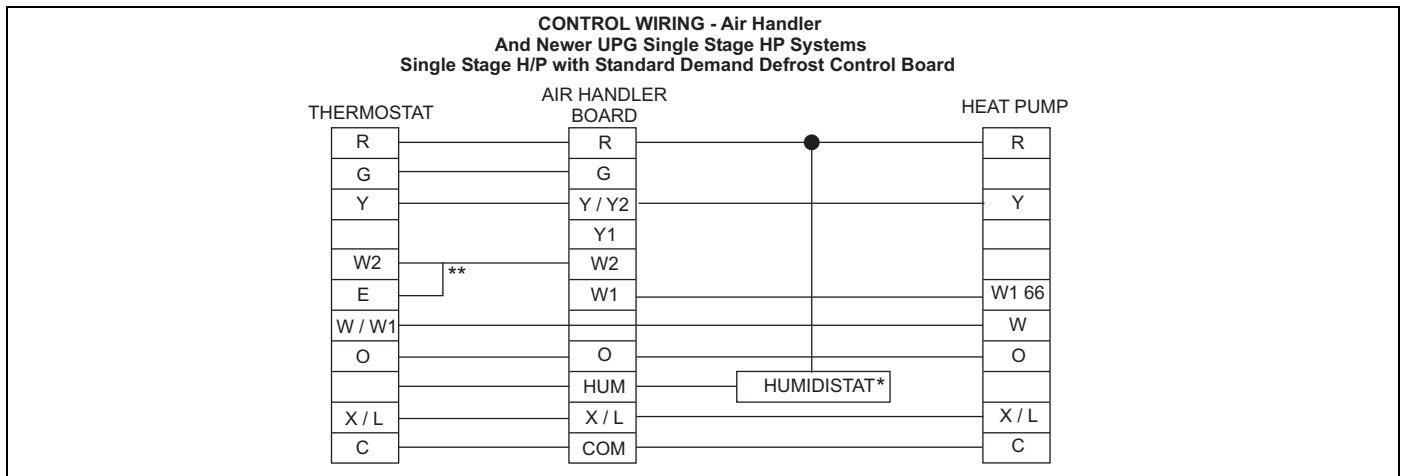 CONTROL WIRING - Air Handler
And Newer UPG Single Stage HP Systems
Single Stage H/P with Standard Demand Defrost Control Board
THERMOSTAT
AIR HANDLER
BOARD
HEAT PUMP
R R R
G G
Y Y / Y2 Y
Y1
W2 ** W2
E W1 W1 66
W / W1 W
O O O
HUM HUMIDISTAT*
X / L X / L X / L
C COM C